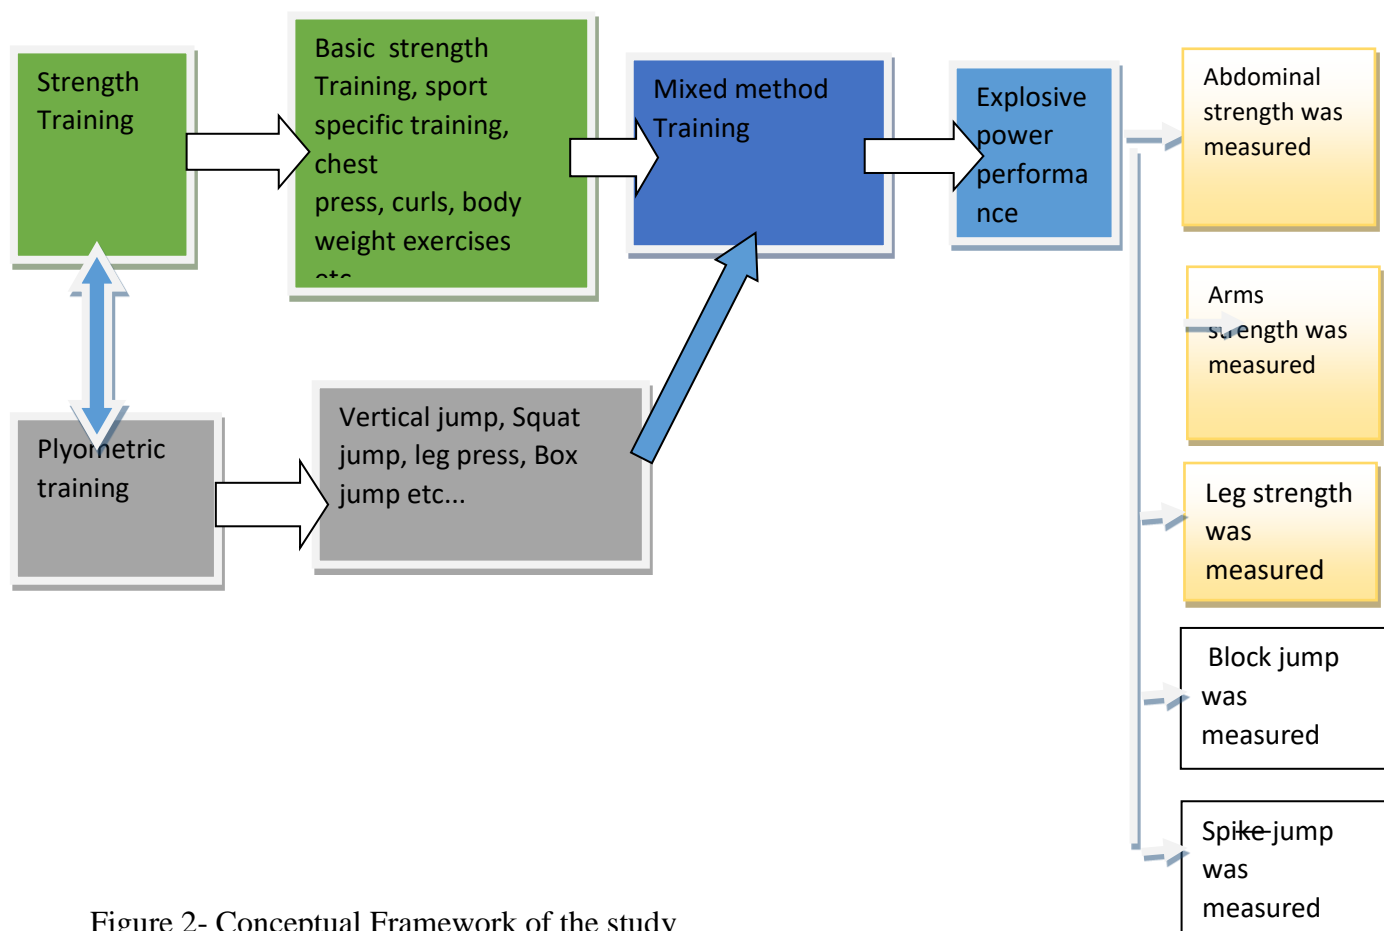 Strength
Training
Basic strength
Training, sport
specific training,
chest
press, curls, body
weight exercises
etc
Mixed method
Training
Explosive
power
performa
nce
Abdominal
strength was
measured
Arms
strength was
measured
Plyometric
training
Vertical jump, Squat
jump, leg press, Box
jump etc...
Leg strength
was
measured
Block jump
was
measured
Spike jump
was
measured
Figure 2- Conceptual Framework of the study